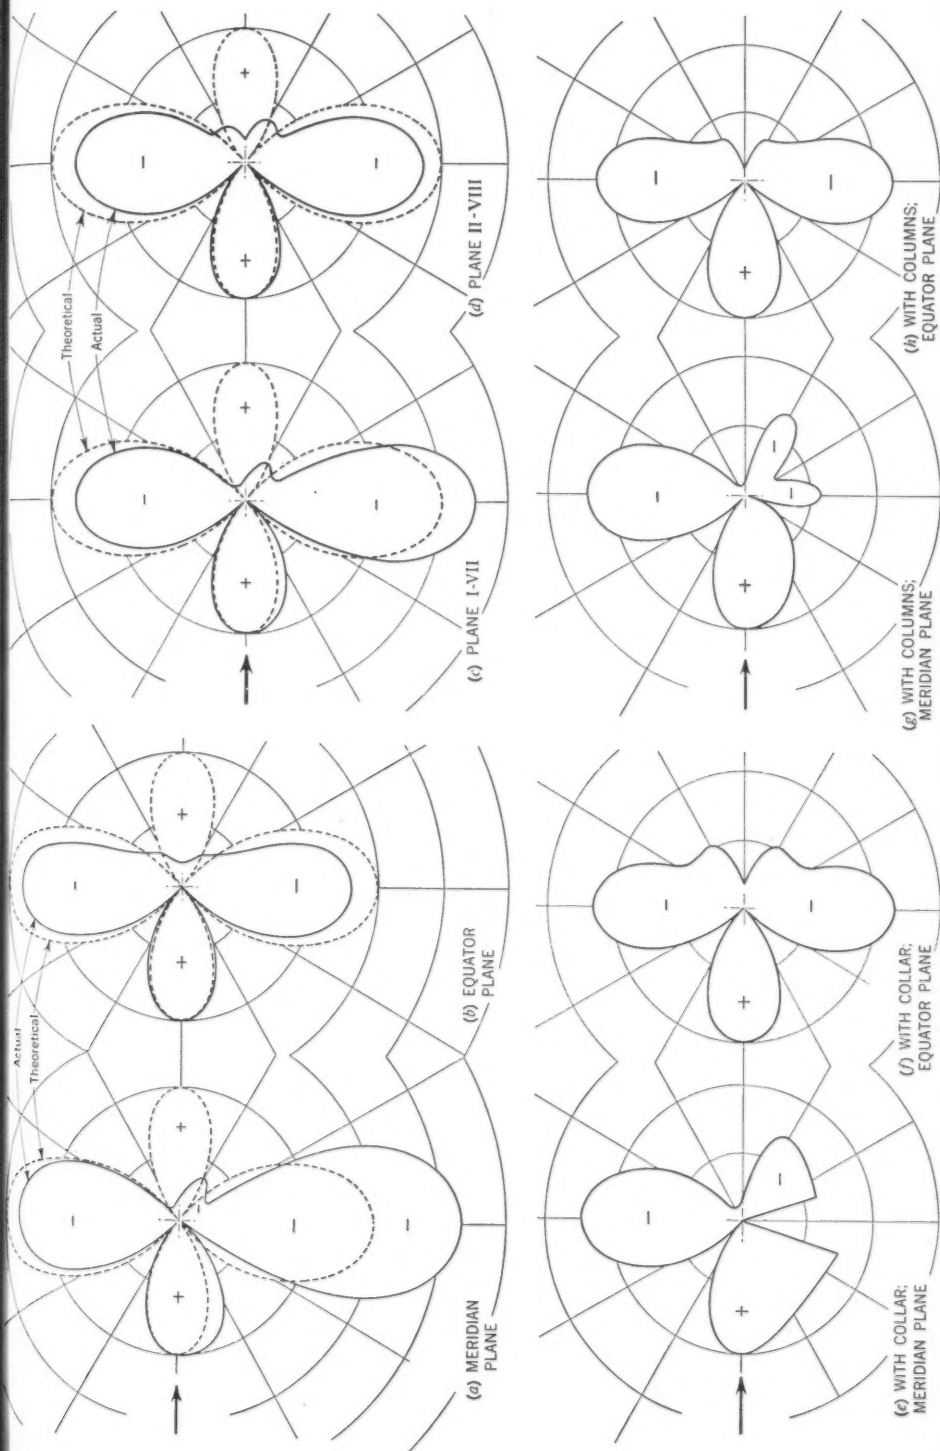 Actual
Theoretical
(a) MERIDIAN
PLANE
(b) EQUATOR
PLANE
Theoretical
Actual
(c) PLANE I-VII
(d) PLANE II-VIII
(e) WITH COLLAR;
MERIDIAN PLANE
(f) WITH COLLAR;
EQUATOR PLANE
(g) WITH COLUMNS;
MERIDIAN PLANE
(h) WITH COLUMNS;
EQUATOR PLANE
+
−
+
−
−
+
−
+
−
+
−
+
−
+
−
+
−
+
−
−
+
−
−
+
−
−
−
+
−
−